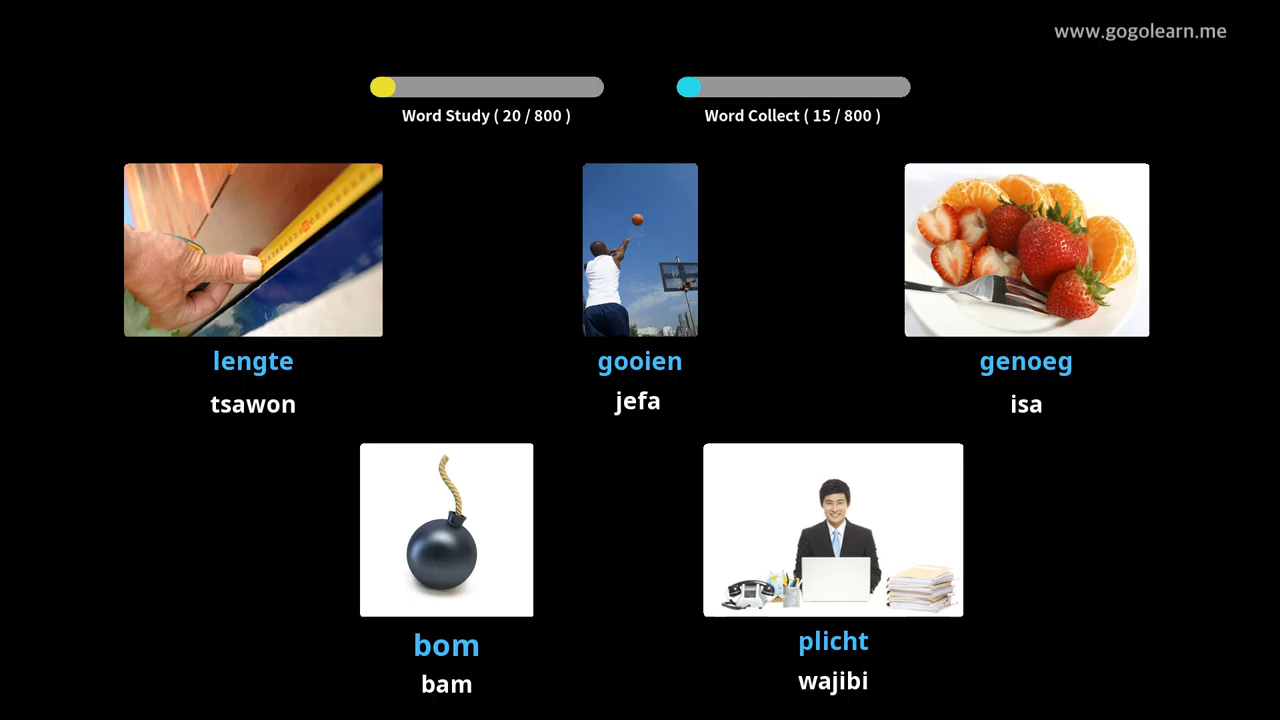 www.gogolearn.me
Word Study ( 20 / 800 )
Word Collect ( 15 / 800 )
lengte
tsawon
gooien
jefa
genoeg
isa
bom
bam
plicht
wajibi